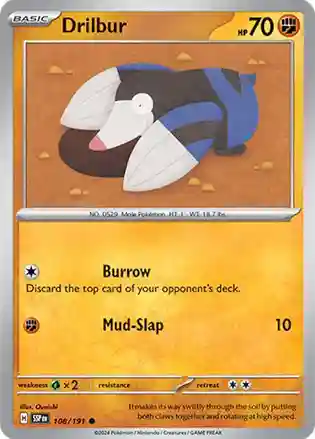 BASIC
Drilbur
HP 70
NO. 0529 Mole Pokémon HT: 1' WT: 18.7 lbs.
Burrow
Discard the top card of your opponent's deck.
Mud-Slap 10
weakness ×2 resistance retreat
Illus. Oyaishi
It makes its way swiftly through the soil by putting
both claws together and rotating at high speed.
H SSP EN 108/191
©2024 Pokémon / Nintendo / Creatures / GAME FREAK